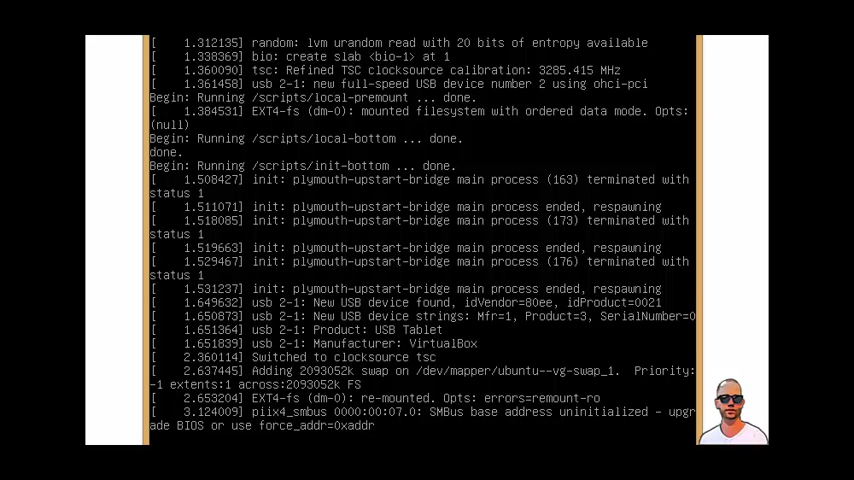 [    1.312135] random: lvm urandom read with 20 bits of entropy available
[    1.338369] bio: create slab <bio-1> at 1
[    1.360090] tsc: Refined TSC clocksource calibration: 3285.415 MHz
[    1.361458] usb 2-1: new full-speed USB device number 2 using ohci-pci
Begin: Running /scripts/local-premount ... done.
[    1.384531] EXT4-fs (dm-0): mounted filesystem with ordered data mode. Opts:
(null)
Begin: Running /scripts/local-bottom ... done.
done.
Begin: Running /scripts/init-bottom ... done.
[    1.508427] init: plymouth-upstart-bridge main process (163) terminated with
status 1
[    1.511071] init: plymouth-upstart-bridge main process ended, respawning
[    1.518085] init: plymouth-upstart-bridge main process (173) terminated with
status 1
[    1.519663] init: plymouth-upstart-bridge main process ended, respawning
[    1.529467] init: plymouth-upstart-bridge main process (176) terminated with
status 1
[    1.531237] init: plymouth-upstart-bridge main process ended, respawning
[    1.649632] usb 2-1: New USB device found, idVendor=80ee, idProduct=0021
[    1.650873] usb 2-1: New USB device strings: Mfr=1, Product=3, SerialNumber=0
[    1.651364] usb 2-1: Product: USB Tablet
[    1.651839] usb 2-1: Manufacturer: VirtualBox
[    2.360114] Switched to clocksource tsc
[    2.637445] Adding 2093052k swap on /dev/mapper/ubuntu--vg-swap_1.  Priority:
-1 extents:1 across:2093052k FS
[    2.653204] EXT4-fs (dm-0): re-mounted. Opts: errors=remount-ro
[    3.124009] piix4_smbus 0000:00:07.0: SMBus base address uninitialized - upgr
ade BIOS or use force_addr=0xaddr